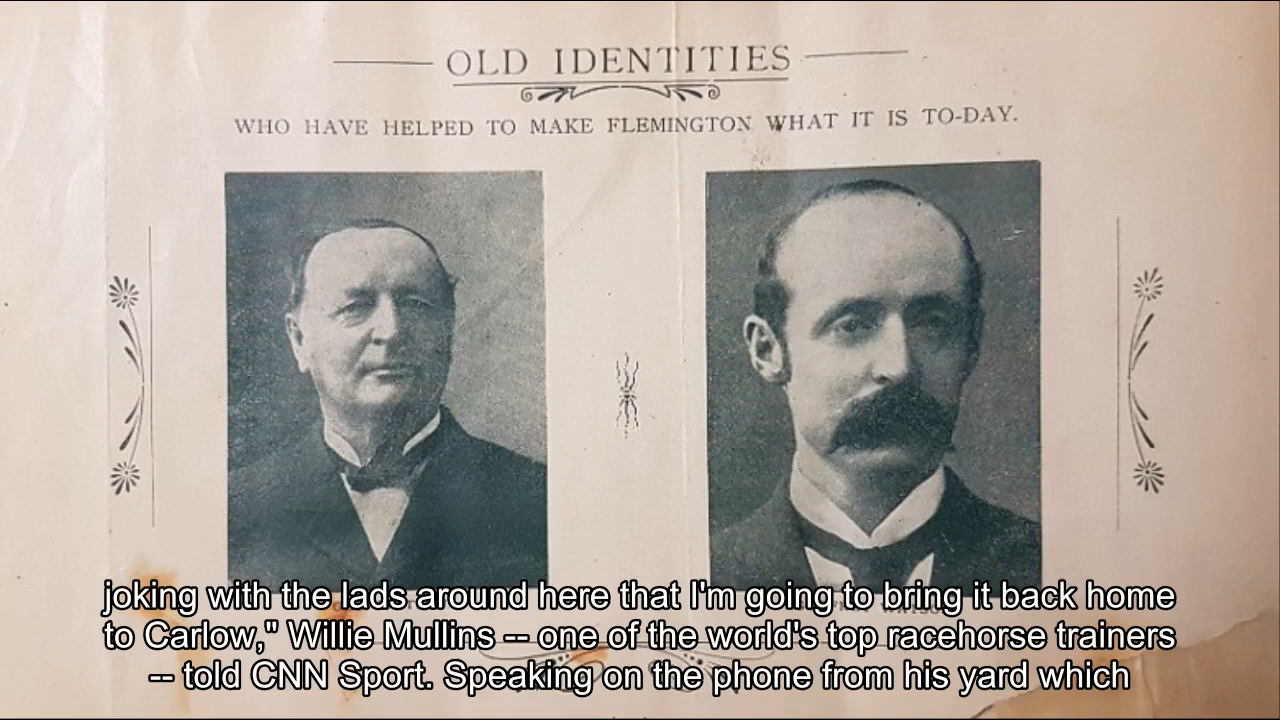 OLD IDENTITIES
WHO HAVE HELPED TO MAKE FLEMINGTON WHAT IT IS TO-DAY.
joking with the lads around here that I'm going to bring it back home
to Carlow," Willie Mullins -- one of the world's top racehorse trainers
-- told CNN Sport. Speaking on the phone from his yard which